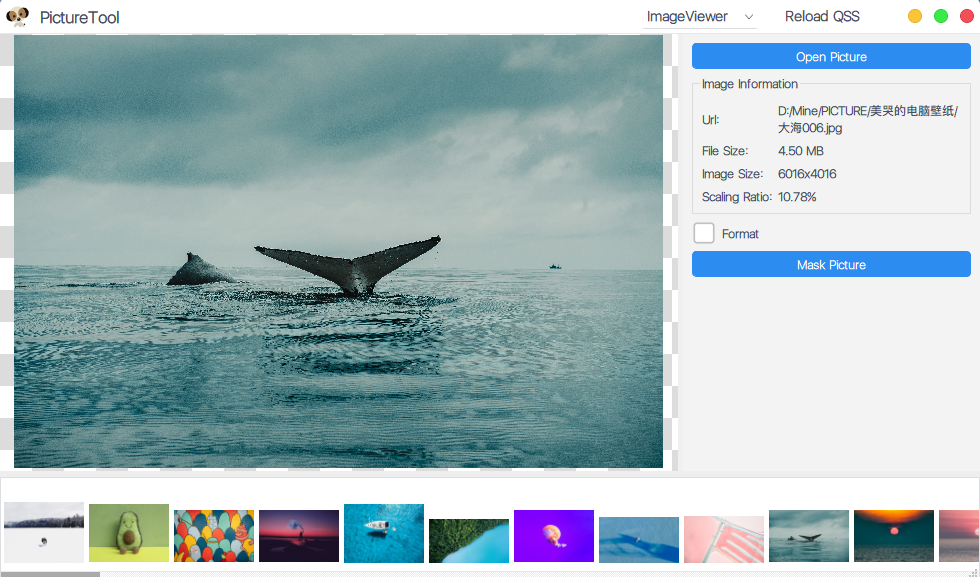 PictureTool
ImageViewer
Reload QSS
Open Picture
Image Information
Url:
D:/Mine/PICTURE/美哭的电脑壁纸/
大海006.jpg
File Size: 4.50 MB
Image Size: 6016x4016
Scaling Ratio: 10.78%
Format
Mask Picture